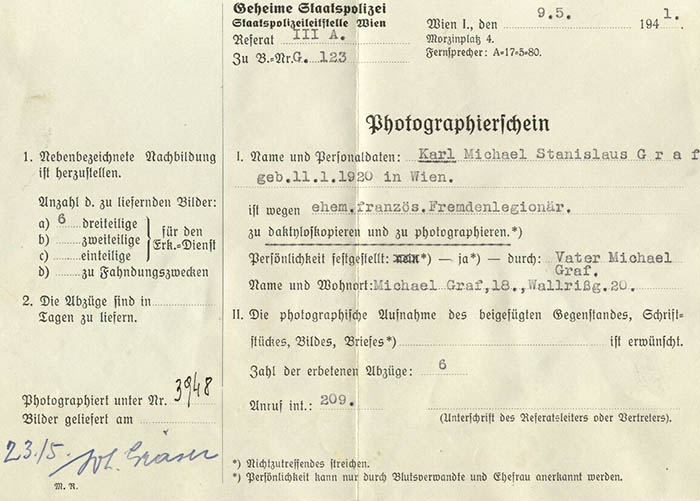 Geheime Staatspolizei
Staatspolizeileitstelle Wien
Referat III A.
Zu B.=Nr.G. 123
Wien I., den 9.5. 1941.
Morzinplatz 4.
Fernsprecher: A=17=5=80.
Photographierschein
1. Nebenbezeichnete Nachbildung
ist herzustellen.
Anzahl d. zu liefernden Bilder:
a) 6 dreiteilige
b) zweiteilige
c) einteilige
für den
Erk.=Dienst
d) zu Fahndungszwecken
2. Die Abzüge sind in
Tagen zu liefern.
Photographiert unter Nr. 3948
Bilder geliefert am
23./5.
M. R.
I. Name und Personaldaten: Karl Michael Stanislaus G r a f
geb.11.1.1920 in Wien.
ist wegen ehem.französ.Fremdenlegionär.
zu daktyloskopieren und zu photographieren.*)
Persönlichkeit festgestellt: *) — ja*) — durch: Vater Michael
Graf.
Name und Wohnort:Michael Graf,18.,Wallrißg.20.
II. Die photographische Aufnahme des beigefügten Gegenstandes, Schrift=
stückes, Bildes, Briefes*) ist erwünscht.
Zahl der erbetenen Abzüge: 6
Anruf int.: 209.
(Unterschrift des Referatsleiters oder Vertreters).
*) Nichtzutreffendes streichen.
*) Persönlichkeit kann nur durch Blutsverwandte und Ehefrau anerkannt werden.